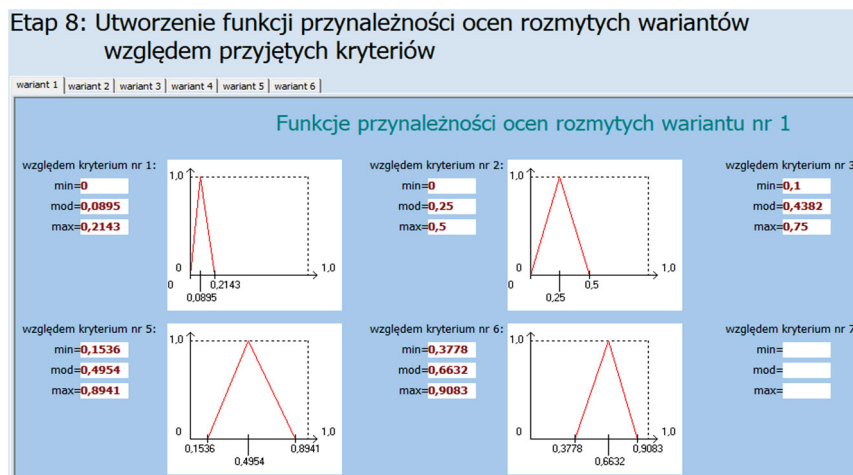 Etap 8: Utworzenie funkcji przynależności ocen rozmytych wariantów
względem przyjętych kryteriów
wariant 1 wariant 2 wariant 3 wariant 4 wariant 5 wariant 6
Funkcje przynależności ocen rozmytych wariantu nr 1
względem kryterium nr 1:
min=0
mod=0,0895
max=0,2143
1,0
0
1,0
0
0,2143
0,0895
względem kryterium nr 2:
min=0
mod=0,25
max=0,5
1,0
0
1,0
0
0,5
0,25
względem kryterium nr 3
min=0,1
mod=0,4382
max=0,75
względem kryterium nr 5:
min=0,1536
mod=0,4954
max=0,8941
1,0
0
1,0
0,1536
0,8941
0,4954
względem kryterium nr 6:
min=0,3778
mod=0,6632
max=0,9083
1,0
0
1,0
0,3778
0,9083
0,6632
względem kryterium nr 7
min=
mod=
max=